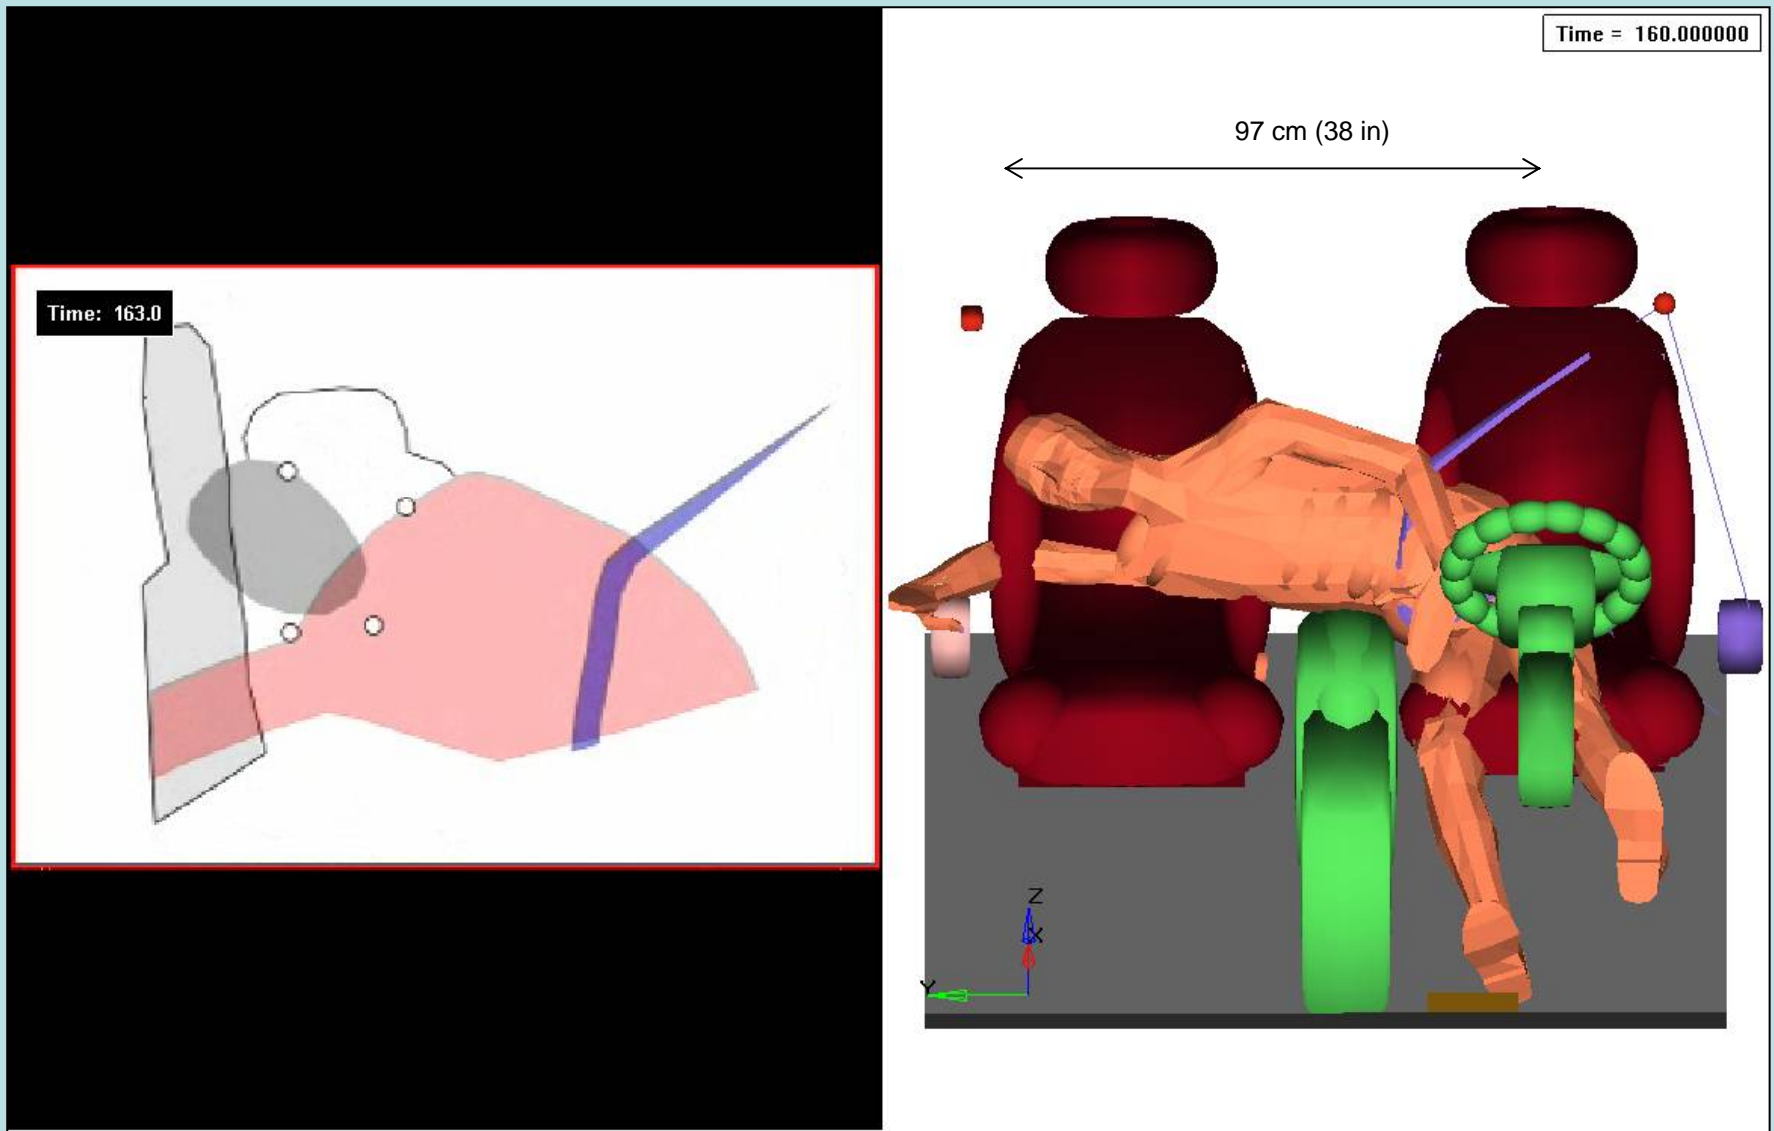 Time: 163.0
Time = 160.000000
97 cm (38 in)
Z
X
Y